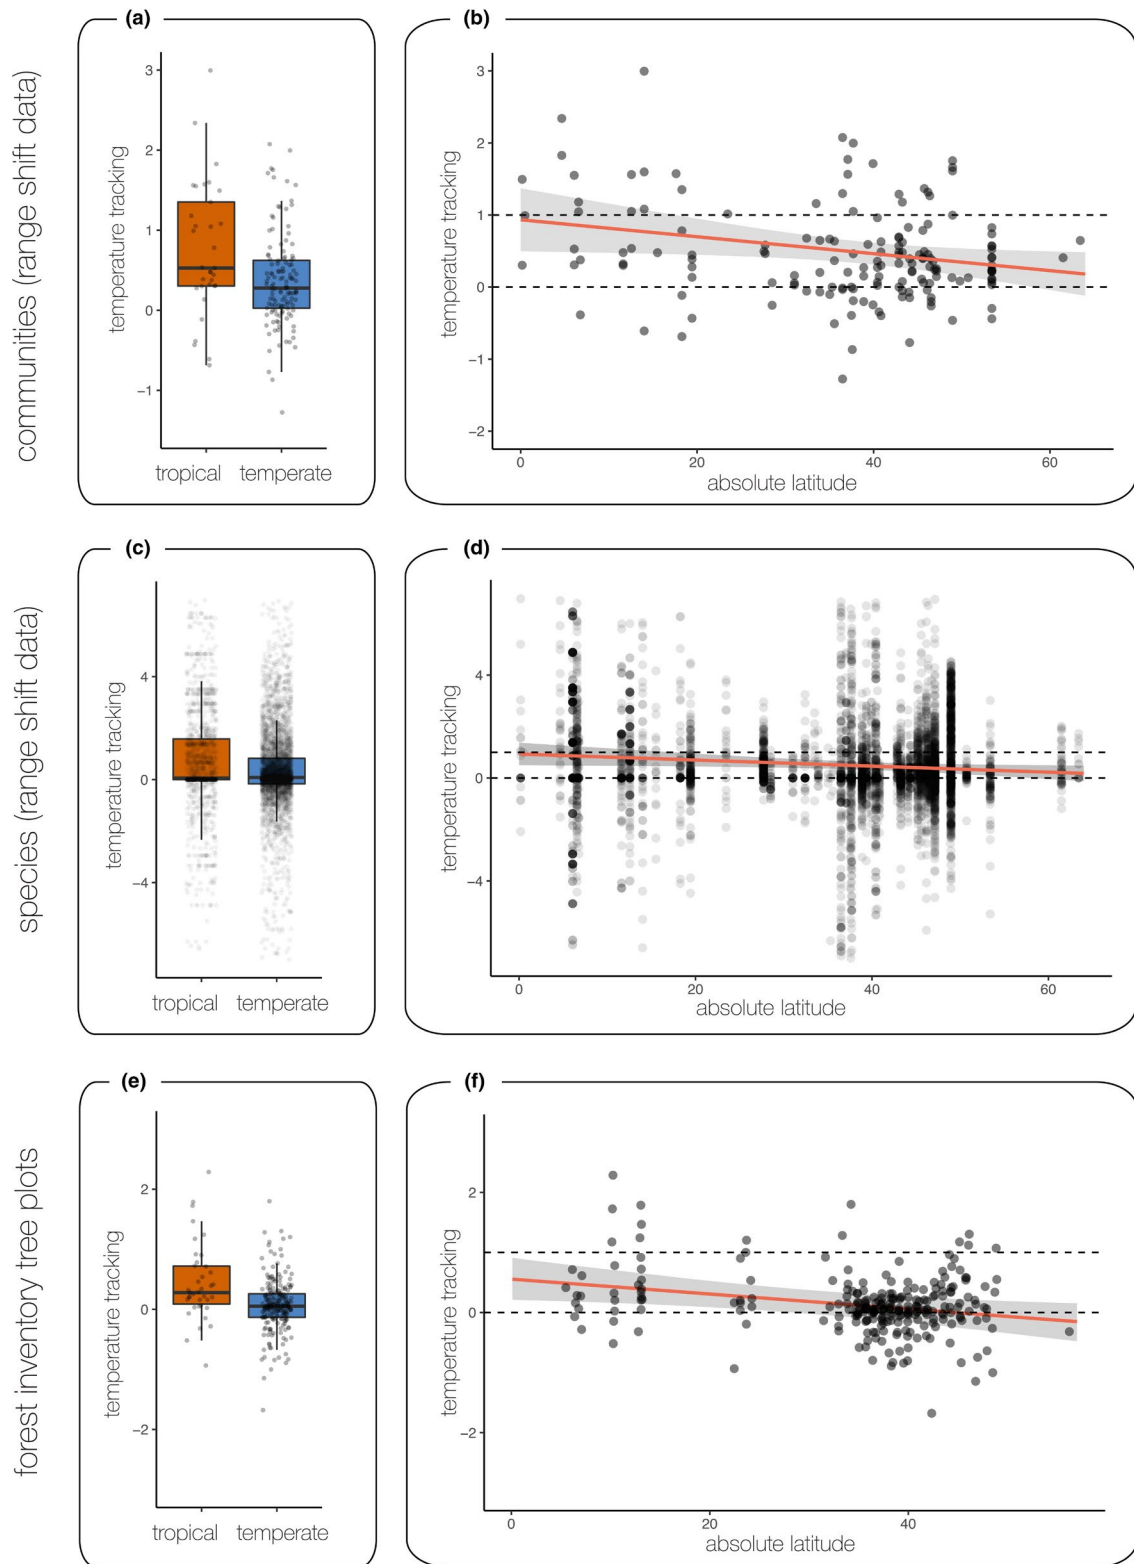 communities (range shift data)
(a)
temperature tracking
3
2
1
0
−1
tropical temperate
(b)
temperature tracking
3
2
1
0
−1
−2
0 20 40 60
absolute latitude
species (range shift data)
(c)
temperature tracking
4
0
−4
tropical temperate
(d)
temperature tracking
4
0
−4
0 20 40 60
absolute latitude
forest inventory tree plots
(e)
temperature tracking
2
0
−2
tropical temperate
(f)
temperature tracking
2
0
−2
0 20 40
absolute latitude